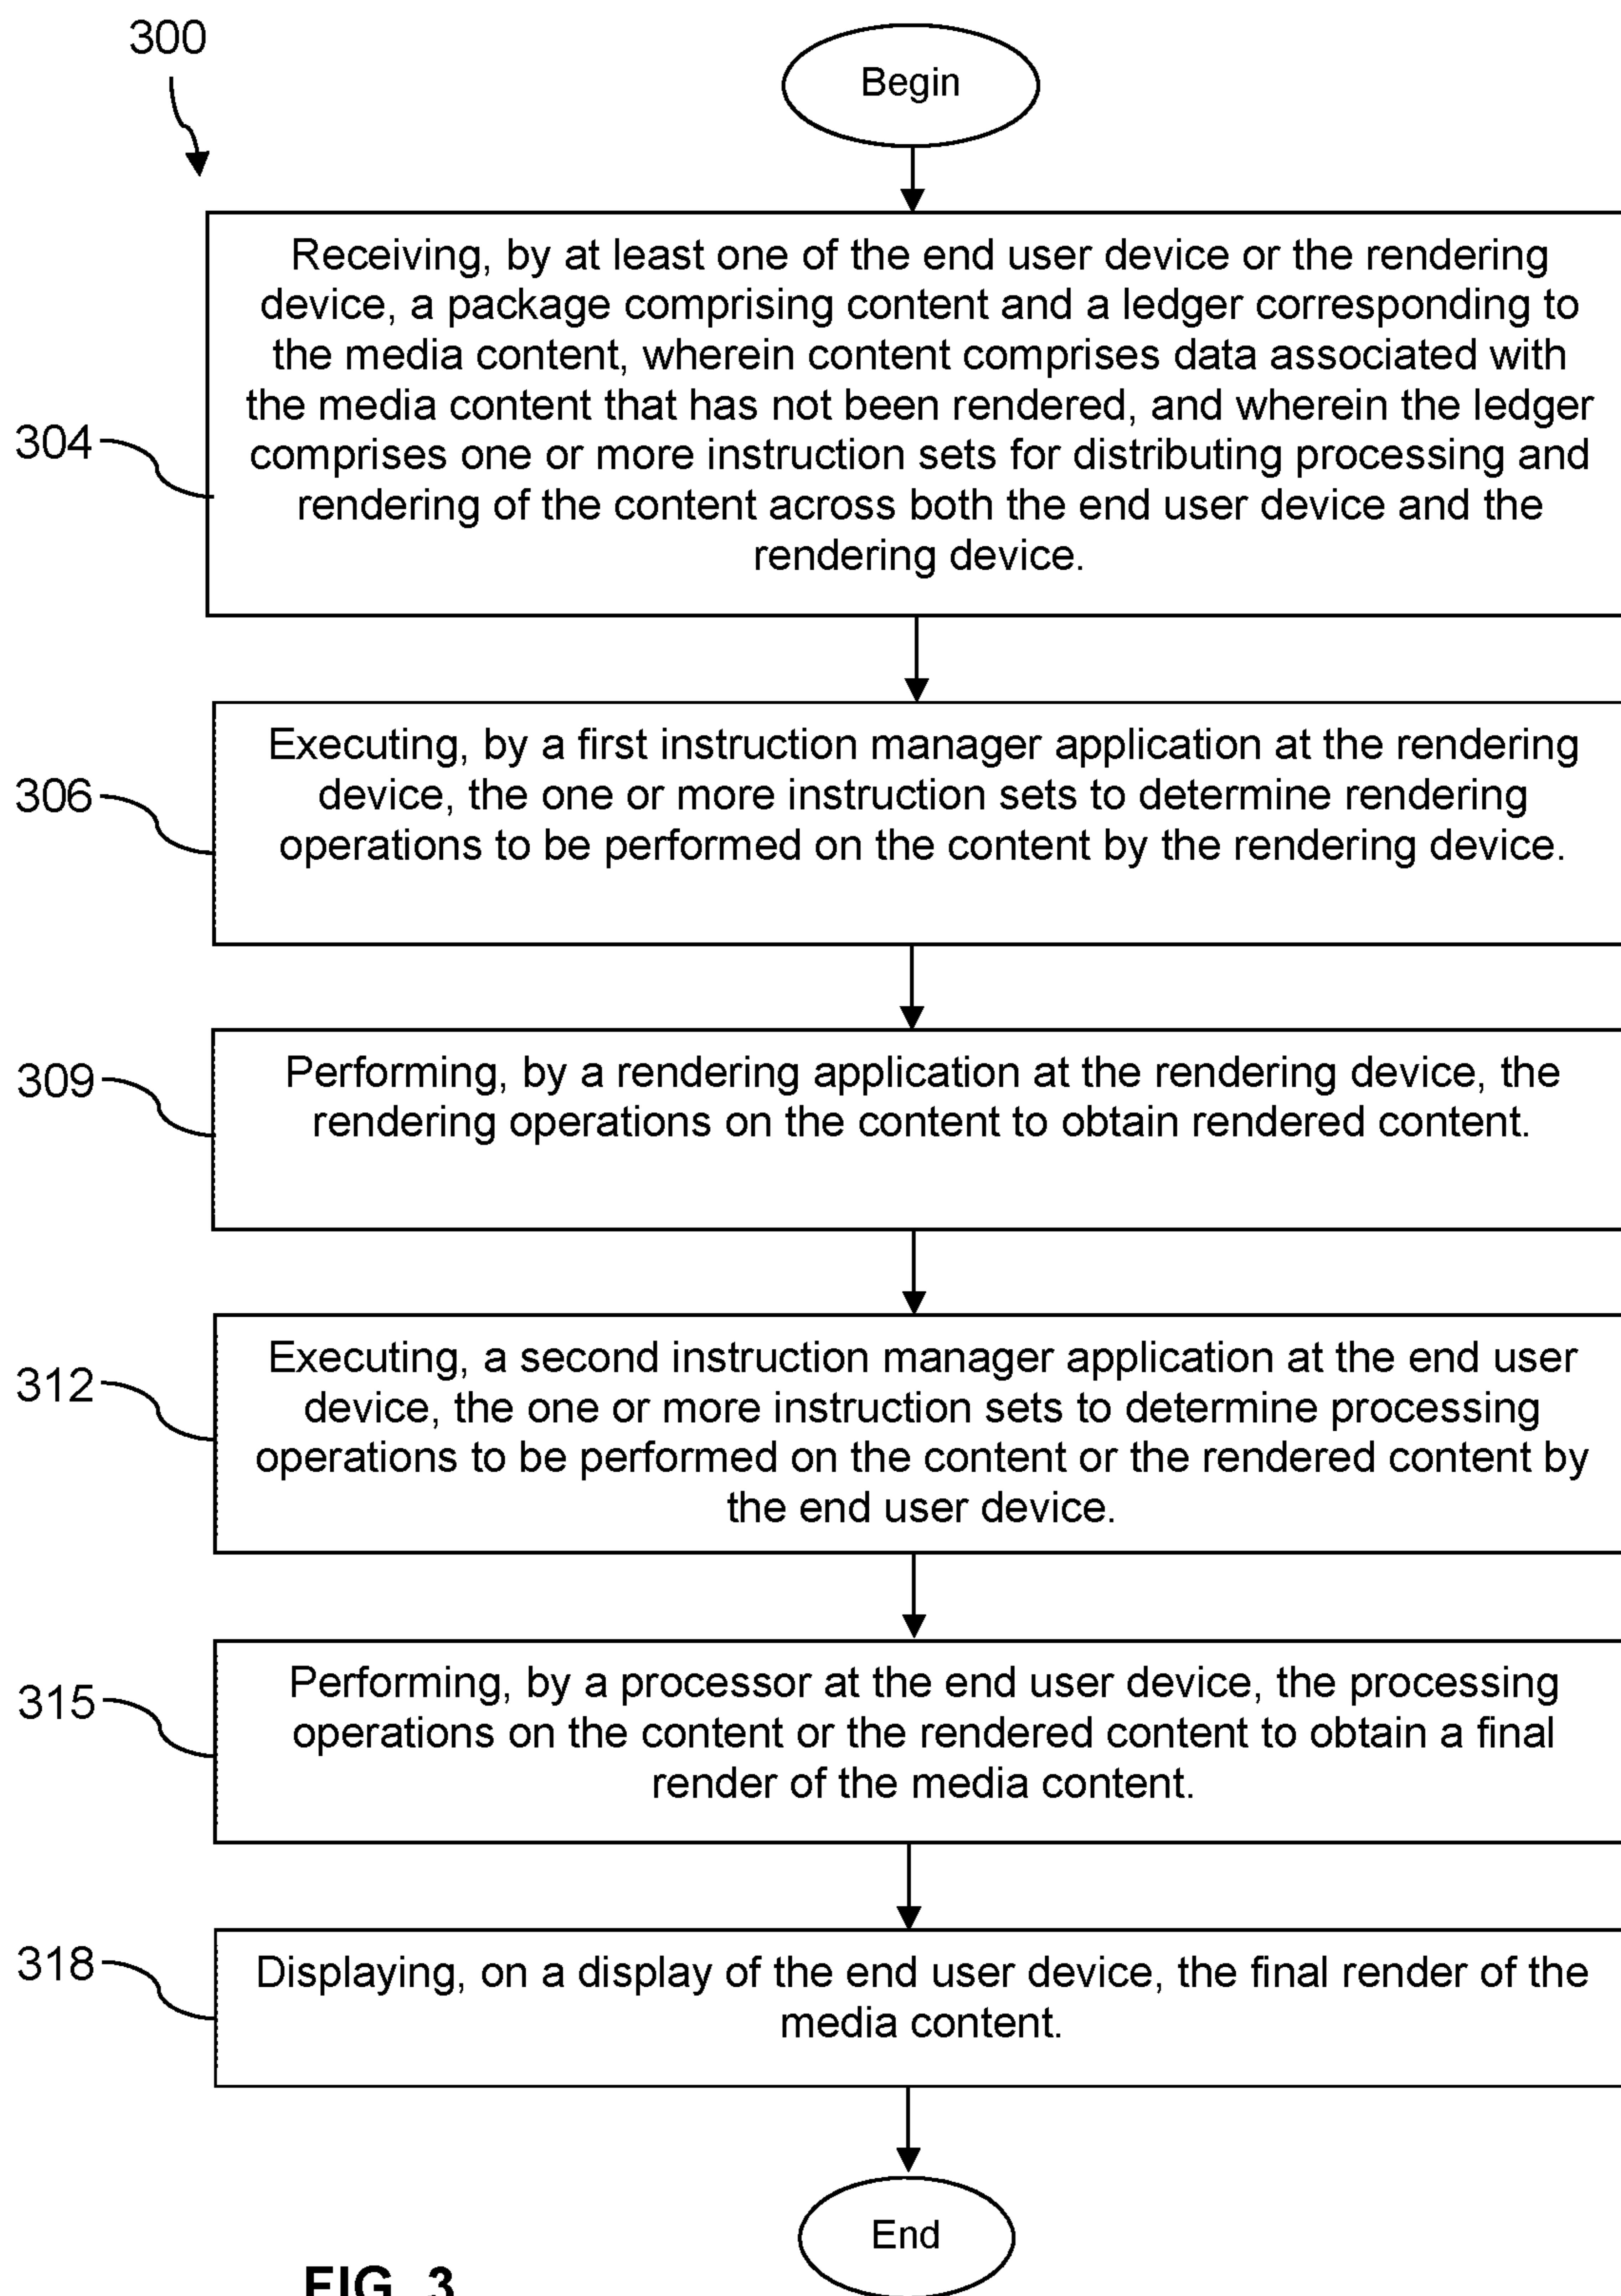 300
Begin
Receiving, by at least one of the end user device or the rendering
device, a package comprising content and a ledger corresponding to
the media content, wherein content comprises data associated with
the media content that has not been rendered, and wherein the ledger
comprises one or more instruction sets for distributing processing and
rendering of the content across both the end user device and the
rendering device.
304
Executing, by a first instruction manager application at the rendering
device, the one or more instruction sets to determine rendering
operations to be performed on the content by the rendering device.
306
Performing, by a rendering application at the rendering device, the
rendering operations on the content to obtain rendered content.
309
Executing, a second instruction manager application at the end user
device, the one or more instruction sets to determine processing
operations to be performed on the content or the rendered content by
the end user device.
312
Performing, by a processor at the end user device, the processing
operations on the content or the rendered content to obtain a final
render of the media content.
315
Displaying, on a display of the end user device, the final render of the
media content.
318
End
FIG. 3